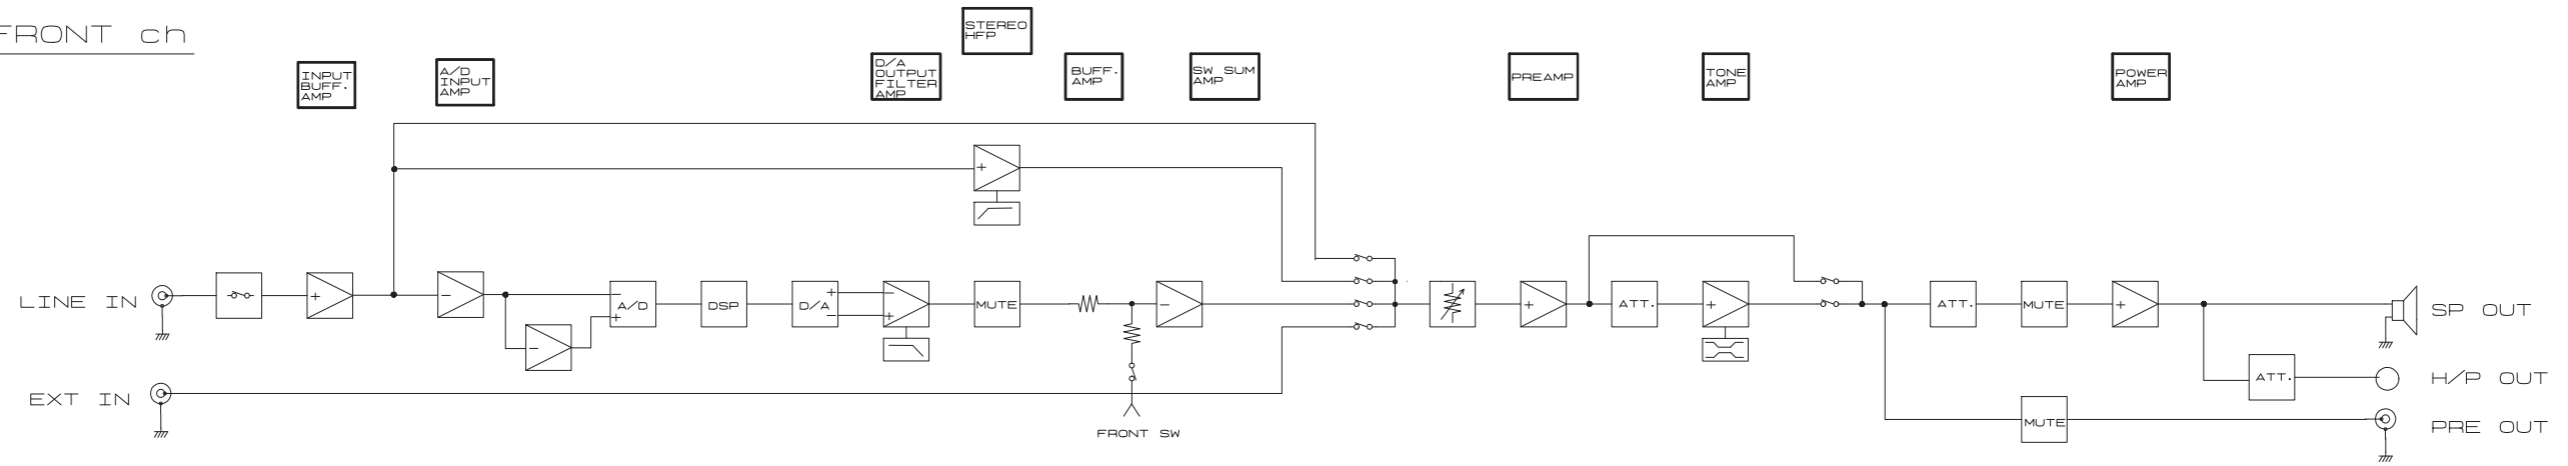 FRONT ch
STEREO
HFP
INPUT
BUFF.
AMP
A/D
INPUT
AMP
D/A
OUTPUT
FILTER
AMP
BUFF.
AMP
SW SUM
AMP
PREAMP
TONE
AMP
POWER
AMP
+
LINE IN
+
-
-
+
A/D
-
DSP
D/A
+
-
-
+
MUTE
-
+
ATT.
+
ATT.
MUTE
+
SP OUT
ATT.
H/P OUT
EXT IN
FRONT SW
MUTE
PRE OUT